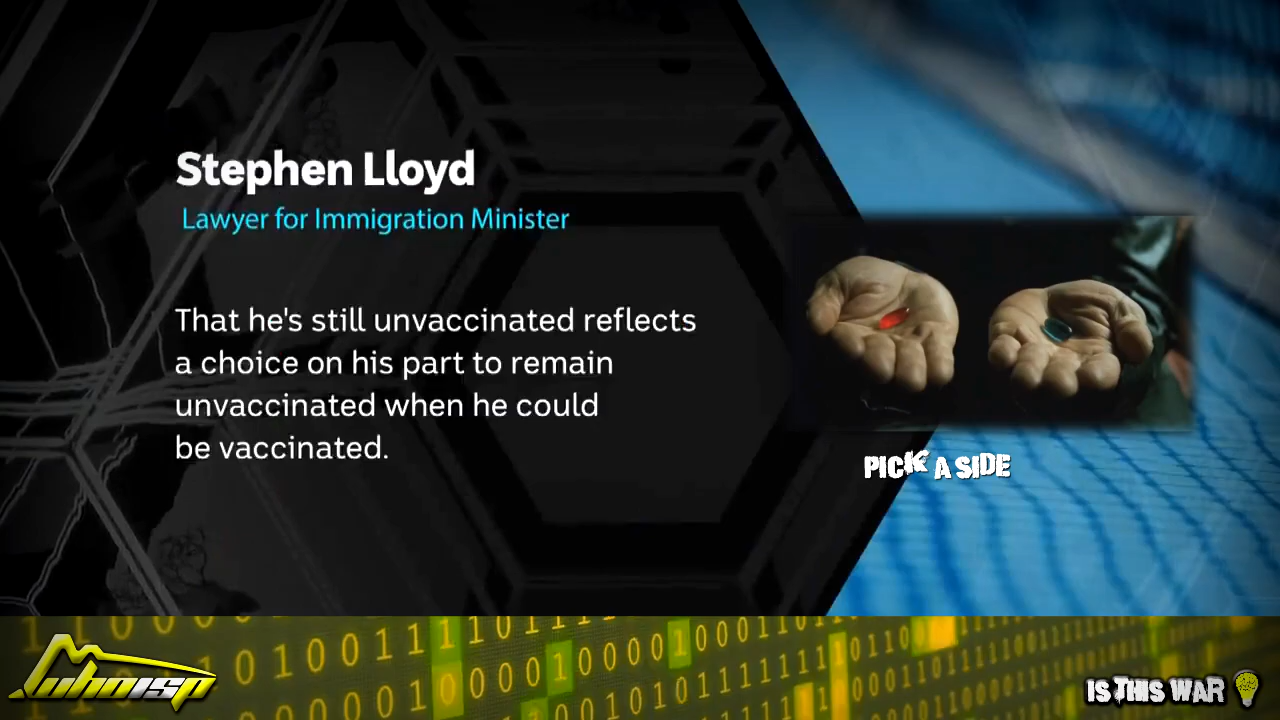 Stephen Lloyd
Lawyer for Immigration Minister
That he's still unvaccinated reflects
a choice on his part to remain
unvaccinated when he could
be vaccinated.
PICK A SIDE
IS THIS WAR